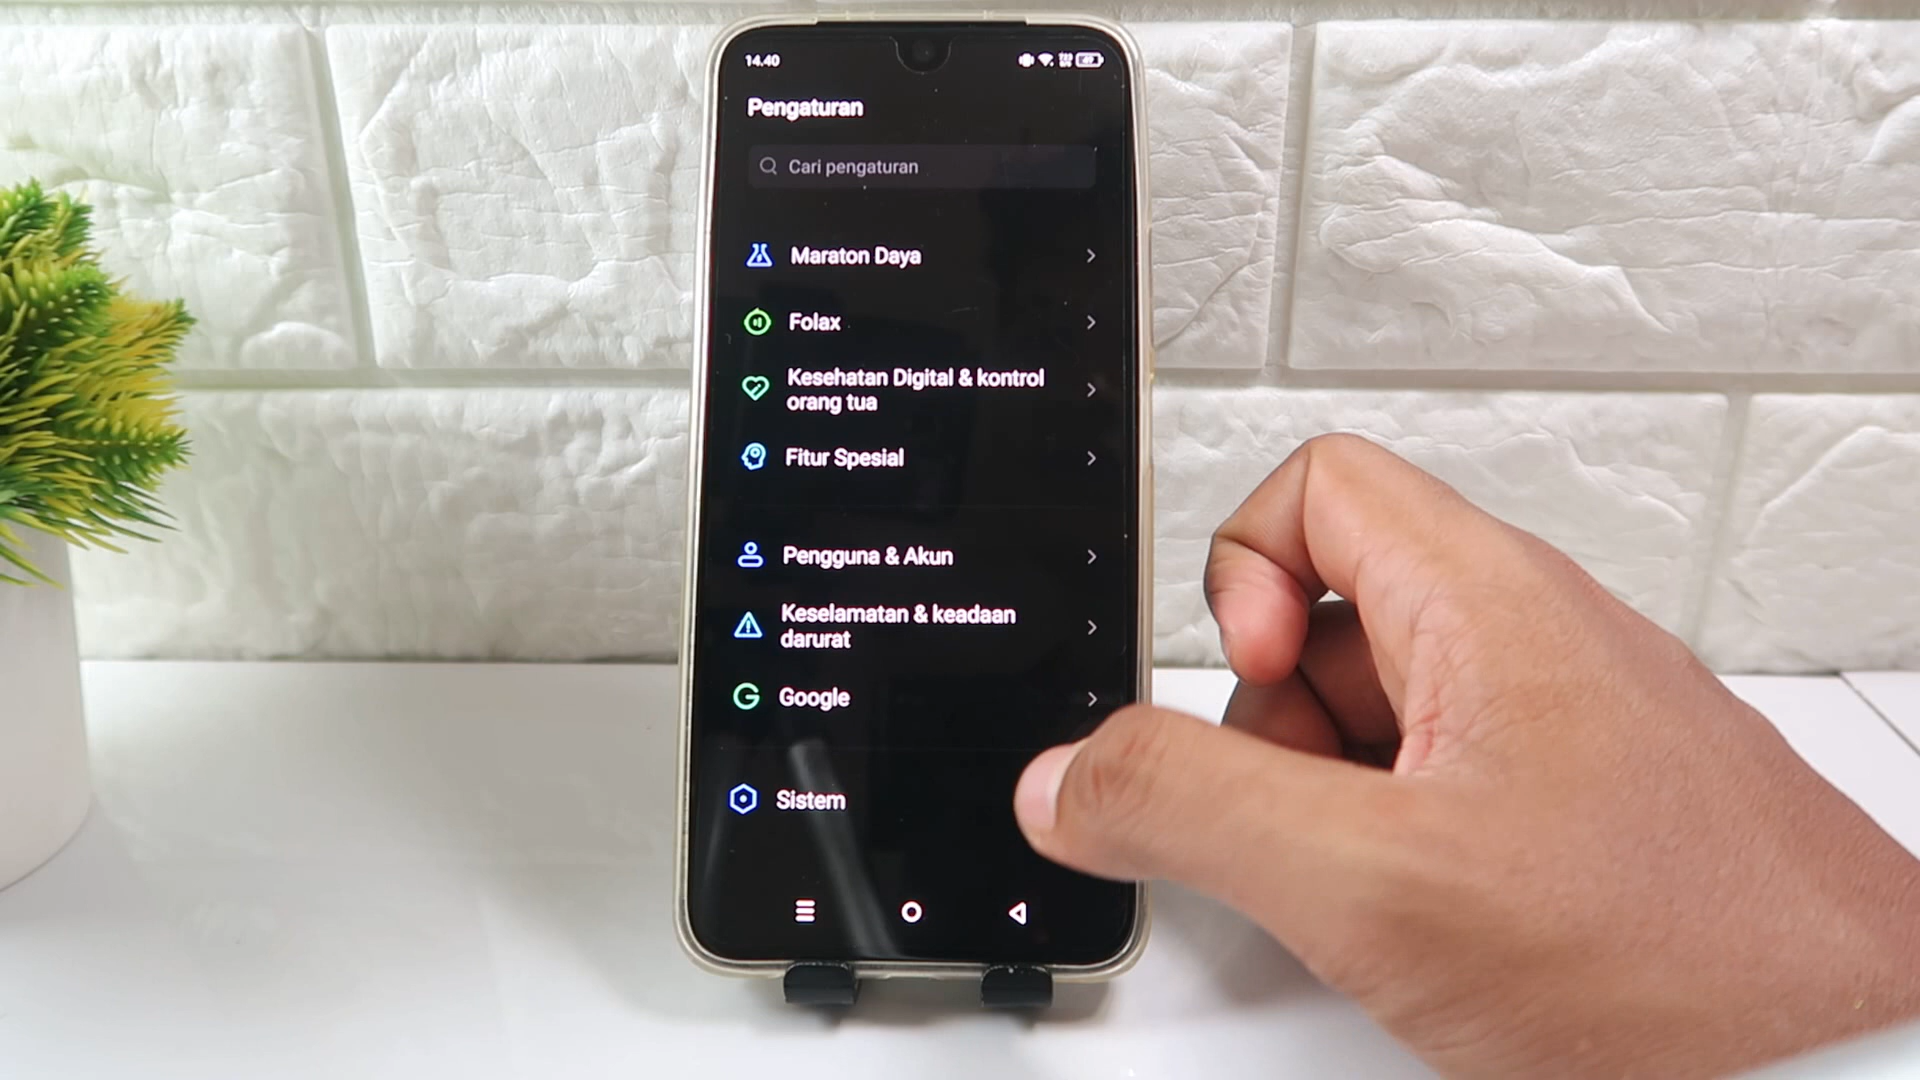 14.40
Pengaturan
Cari pengaturan
Maraton Daya
Folax
Kesehatan Digital & kontrol
orang tua
Fitur Spesial
Pengguna & Akun
Keselamatan & keadaan
darurat
Google
Sistem